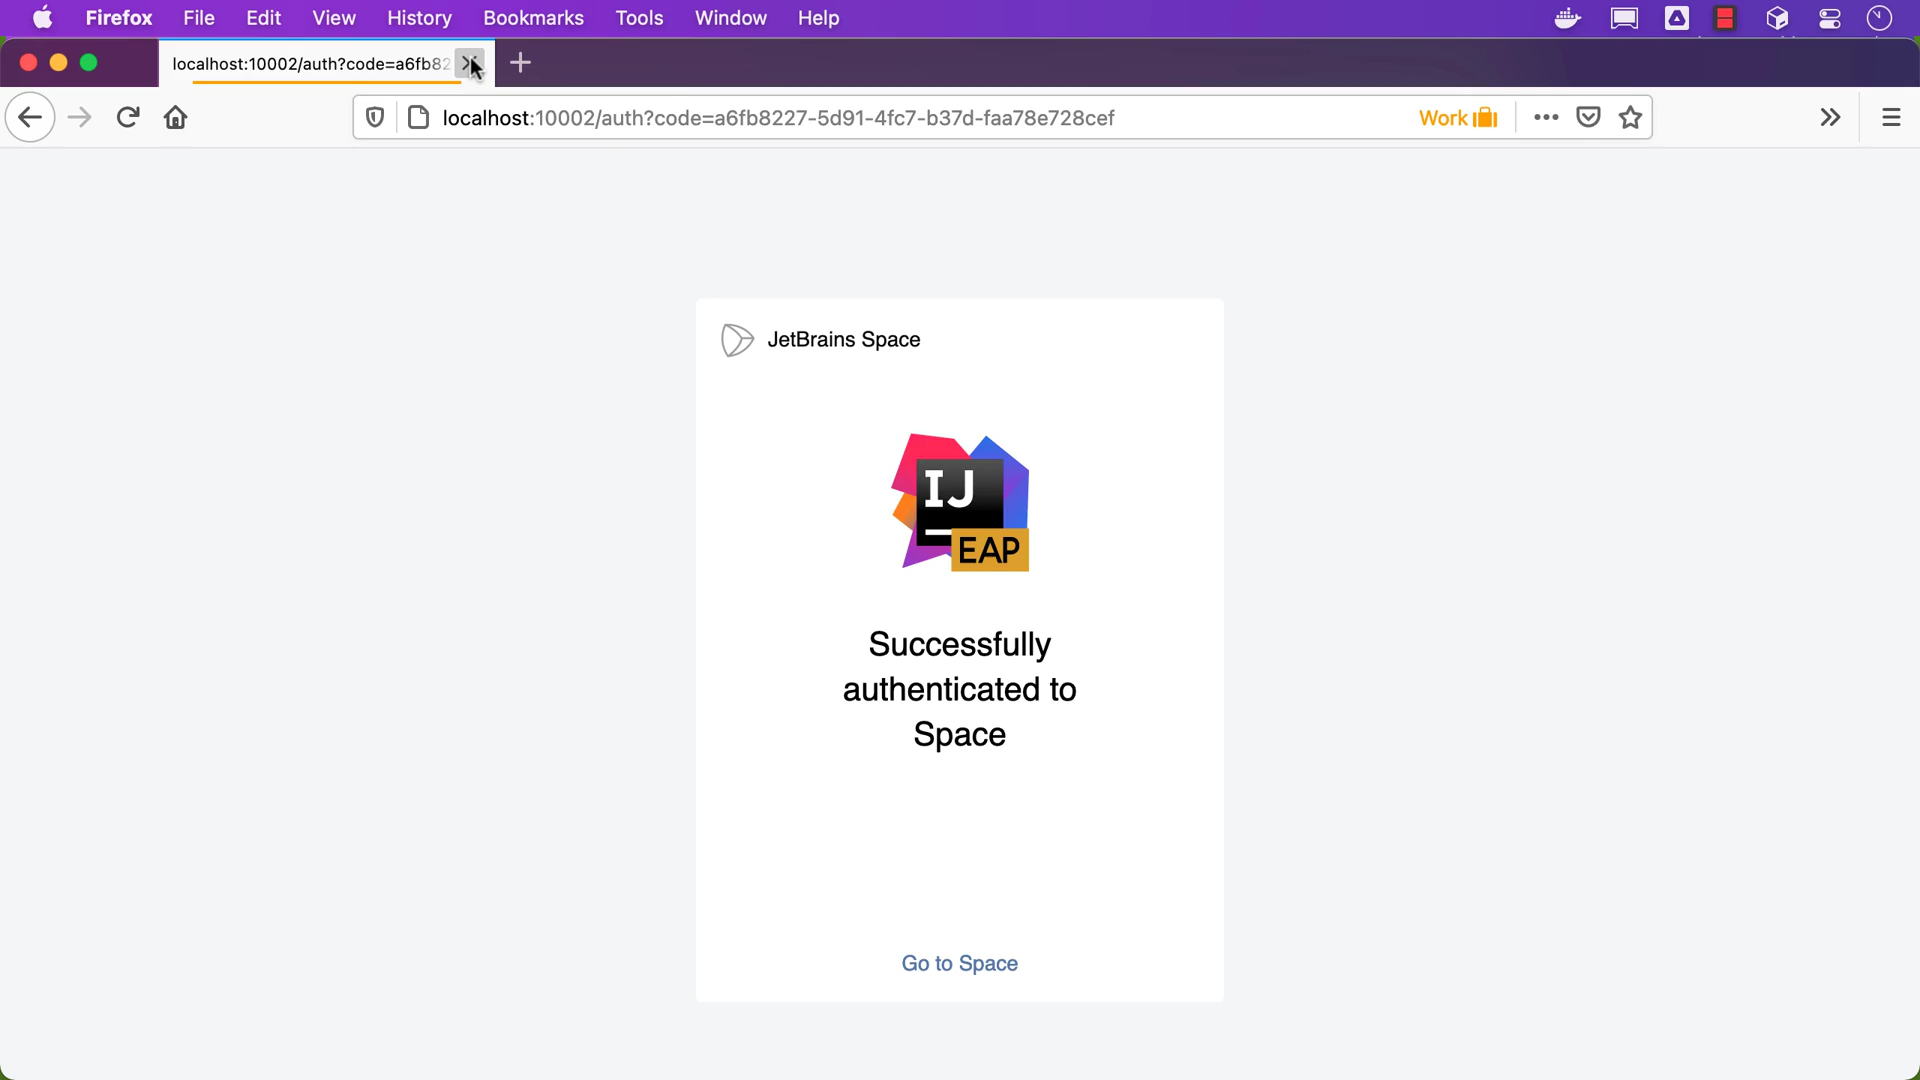 Firefox File Edit View History Bookmarks Tools Window Help
localhost:10002/auth?code=a6fb82
localhost:10002/auth?code=a6fb8227-5d91-4fc7-b37d-faa78e728cef Work
JetBrains Space
IJ
EAP
Successfully
authenticated to
Space
Go to Space